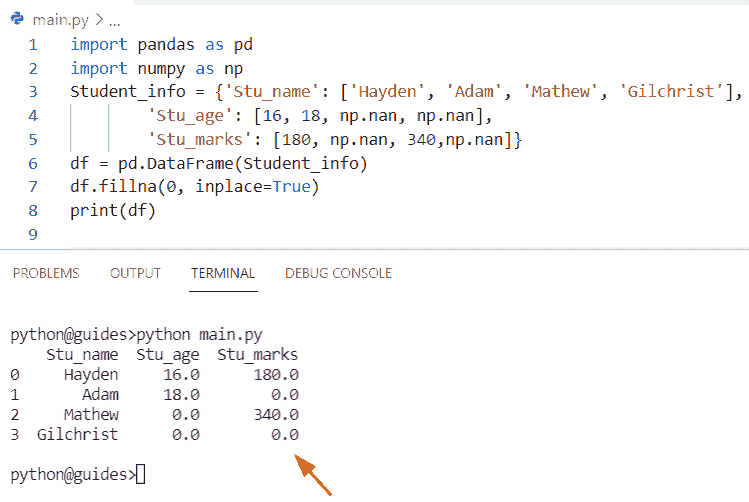 main.py > ...
1 import pandas as pd
2 import numpy as np
3 Student_info = {'Stu_name': ['Hayden', 'Adam', 'Mathew', 'Gilchrist'],
4 'Stu_age': [16, 18, np.nan, np.nan],
5 'Stu_marks': [180, np.nan, 340,np.nan]}
6 df = pd.DataFrame(Student_info)
7 df.fillna(0, inplace=True)
8 print(df)
9
PROBLEMS OUTPUT TERMINAL DEBUG CONSOLE
python@guides>python main.py
Stu_name Stu_age Stu_marks
0 Hayden 16.0 180.0
1 Adam 18.0 0.0
2 Mathew 0.0 340.0
3 Gilchrist 0.0 0.0
python@guides>